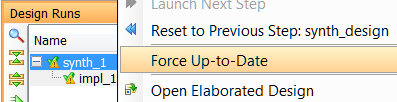 Design Runs
Name
synth_1
impl_1
Launch Next Step
Reset to Previous Step: synth_design
Force Up-to-Date
Open Elaborated Design